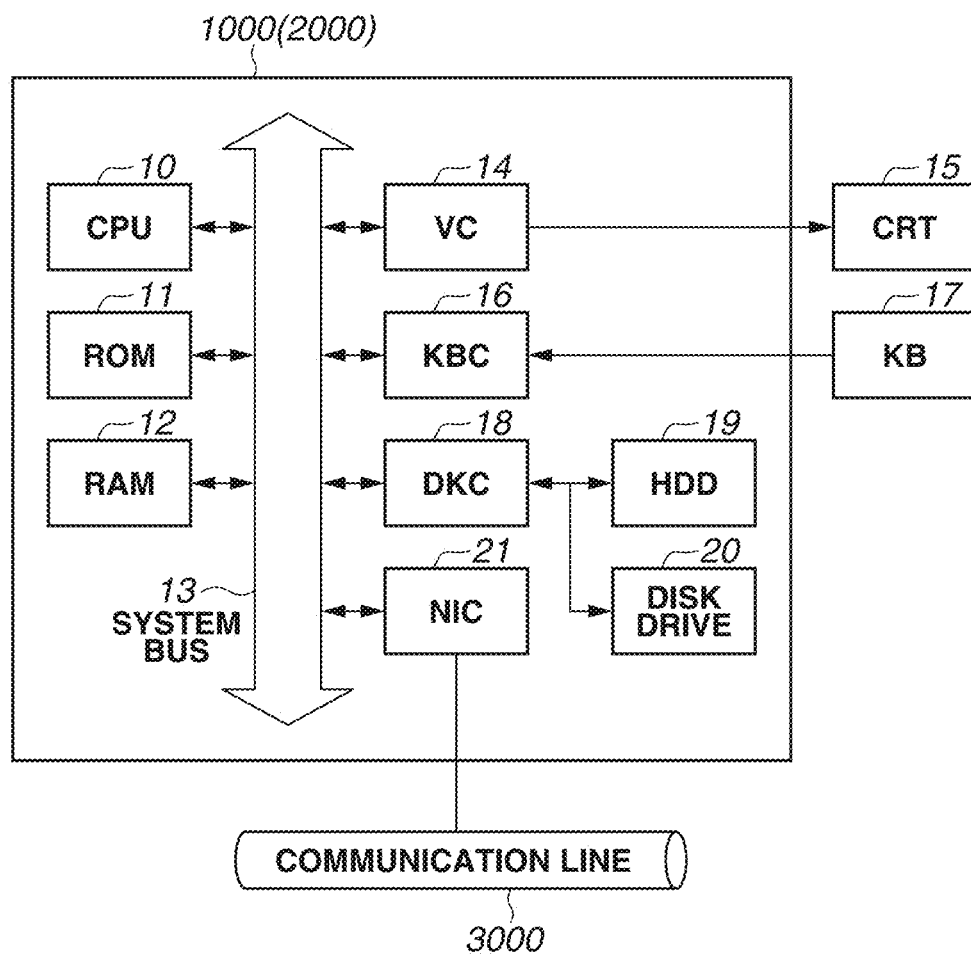 1000(2000)
10
CPU
14
VC
15
CRT
11
ROM
16
KBC
17
KB
12
RAM
18
DKC
19
HDD
13
SYSTEM
BUS
21
NIC
20
DISK
DRIVE
COMMUNICATION LINE
3000